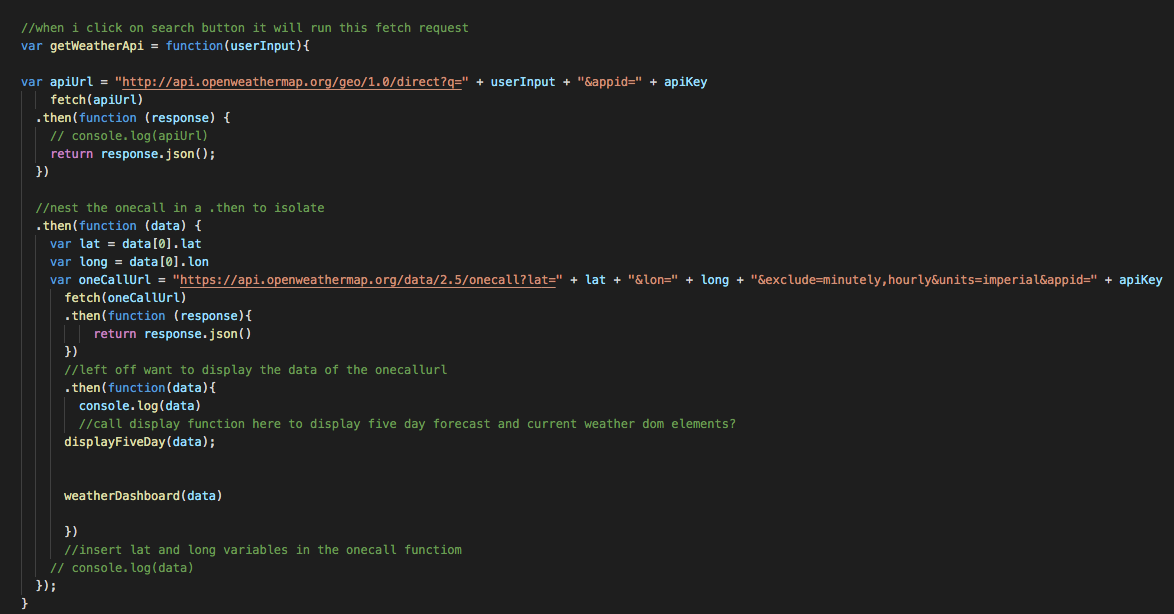 //when i click on search button it will run this fetch request
var getWeatherApi = function(userInput){
var apiUrl = "http://api.openweathermap.org/geo/1.0/direct?q=" + userInput + "&appid=" + apiKey
fetch(apiUrl)
.then(function (response) {
// console.log(apiUrl)
return response.json();
})
//nest the onecall in a .then to isolate
.then(function (data) {
var lat = data[0].lat
var long = data[0].lon
var oneCallUrl = "https://api.openweathermap.org/data/2.5/onecall?lat=" + lat + "&lon=" + long + "&exclude=minutely,hourly&units=imperial&appid=" + apiKey
fetch(oneCallUrl)
.then(function (response){
return response.json()
})
//left off want to display the data of the onecallurl
.then(function(data){
console.log(data)
//call display function here to display five day forecast and current weather dom elements?
displayFiveDay(data);
weatherDashboard(data)
})
//insert lat and long variables in the onecall functiom
// console.log(data)
});
}